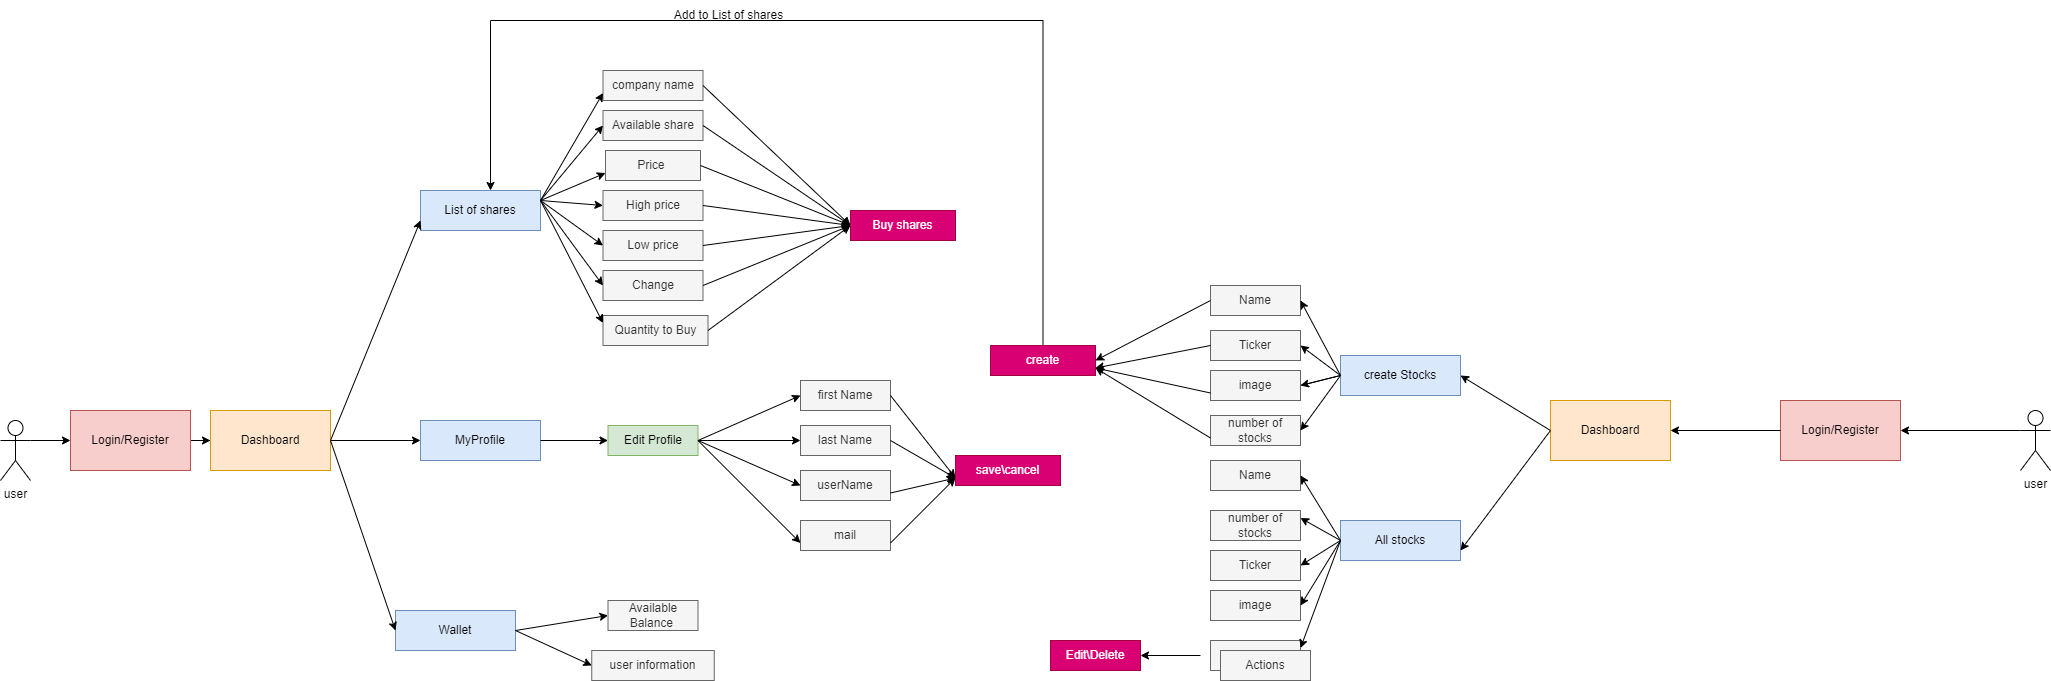 Add to List of shares
company name
Available share
Price
High price
Low price
Change
Quantity to Buy
List of shares
Buy shares
Login/Register
Dashboard
user
MyProfile
Edit Profile
first Name
last Name
userName
mail
save\cancel
Wallet
Available
Balance
user information
create
Name
Ticker
image
number of
stocks
create Stocks
Name
number of
stocks
Ticker
image
Actions
Edit\Delete
All stocks
Dashboard
Login/Register
user